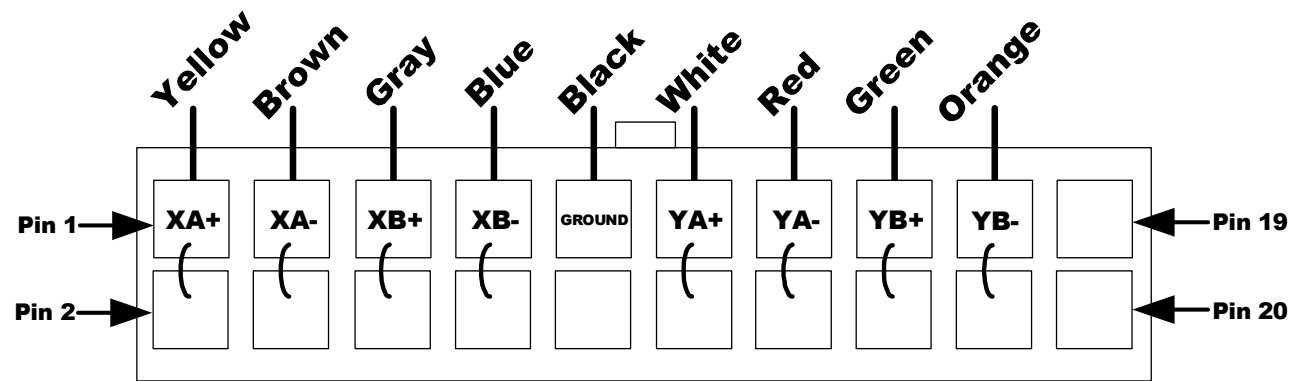 Yellow
Brown
Gray
Blue
Black
White
Red
Green
Orange
Pin 1
XA+
XA-
XB+
XB-
GROUND
YA+
YA-
YB+
YB-
Pin 19
Pin 2
Pin 20